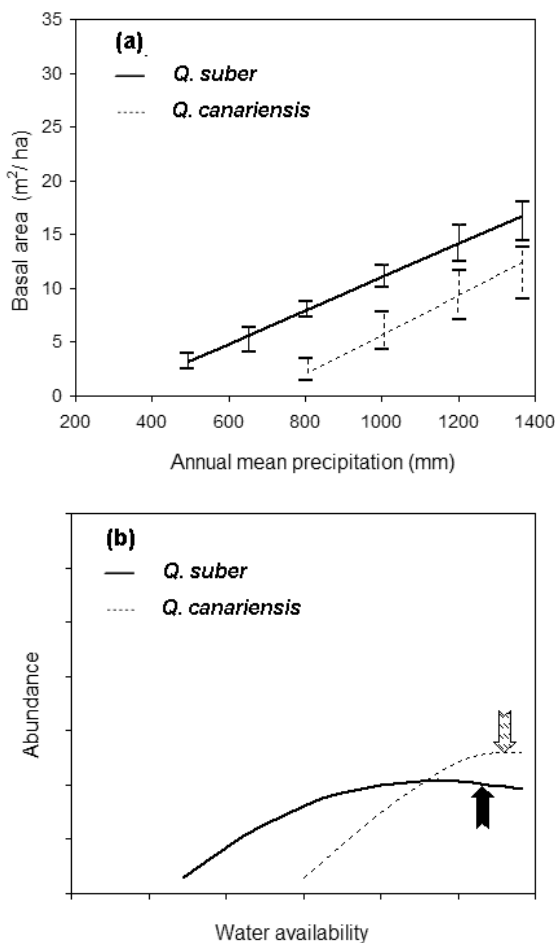 (a)
Q. suber
Q. canariensis
Basal area (m²/ ha)
35
30
25
20
15
10
5
0
200 400 600 800 1000 1200 1400
Annual mean precipitation (mm)
(b)
Q. suber
Q. canariensis
Abundance
Water availability